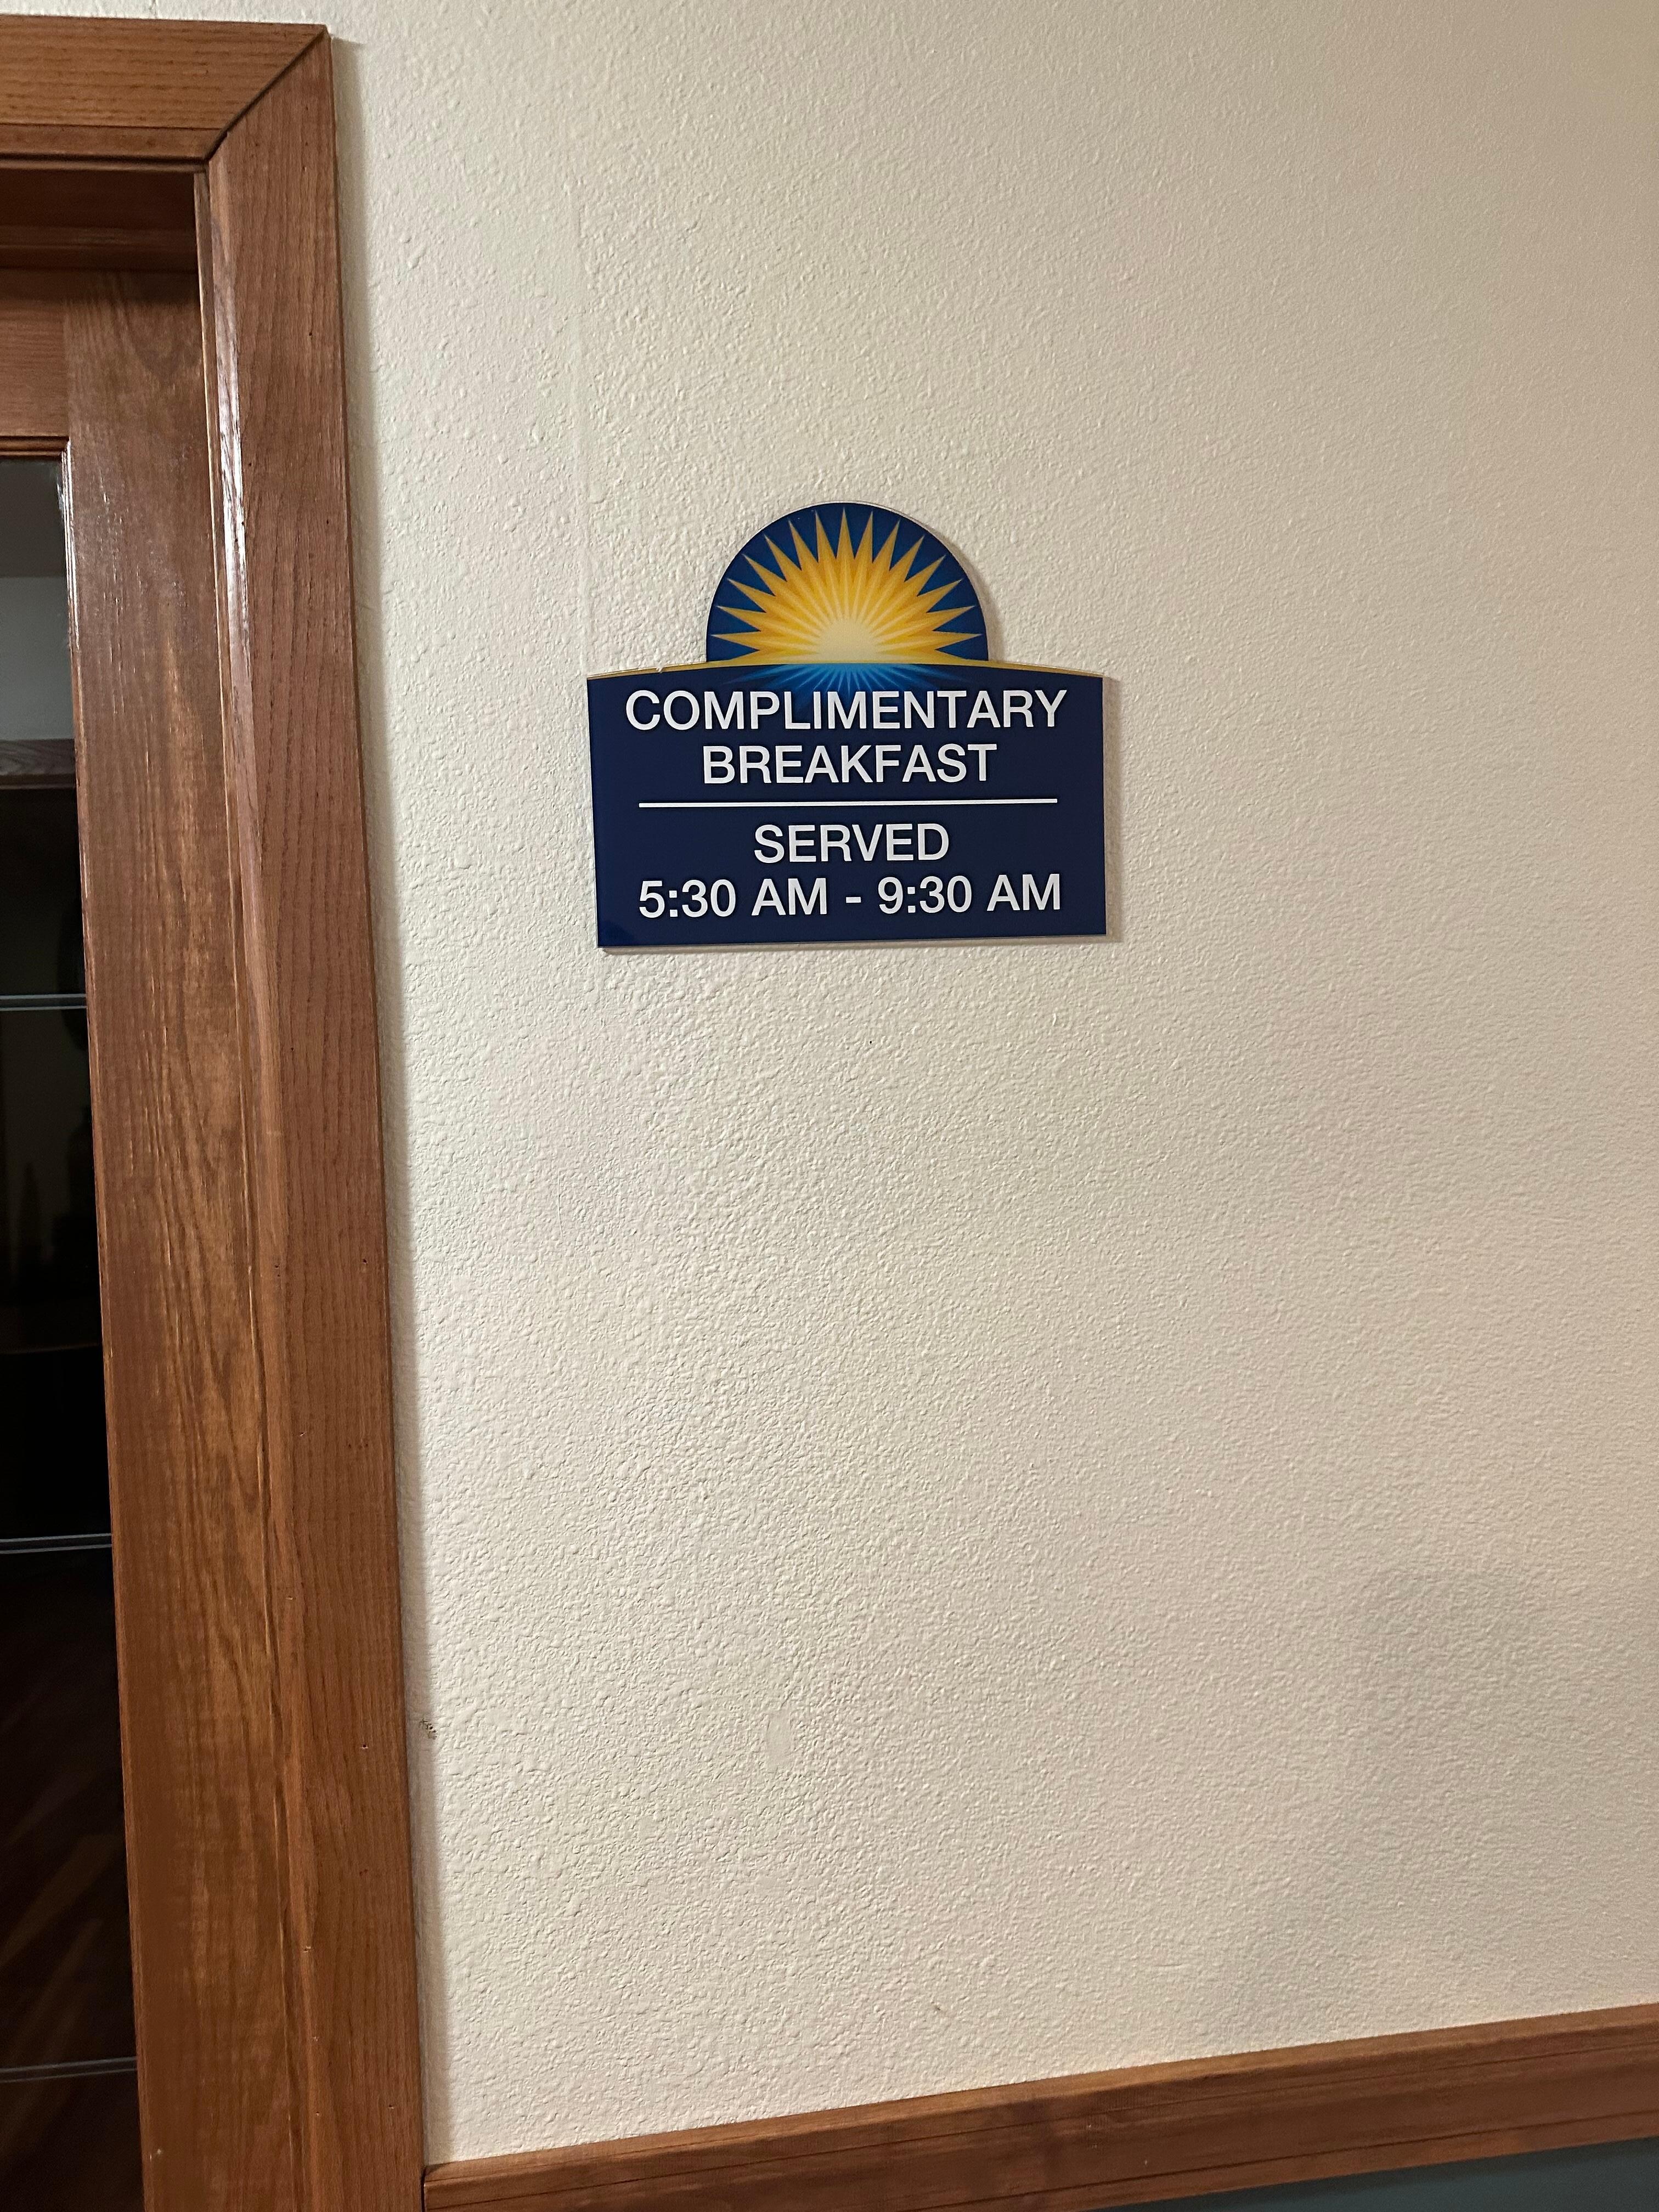 COMPLIMENTARY
BREAKFAST
SERVED
5:30 AM - 9:30 AM